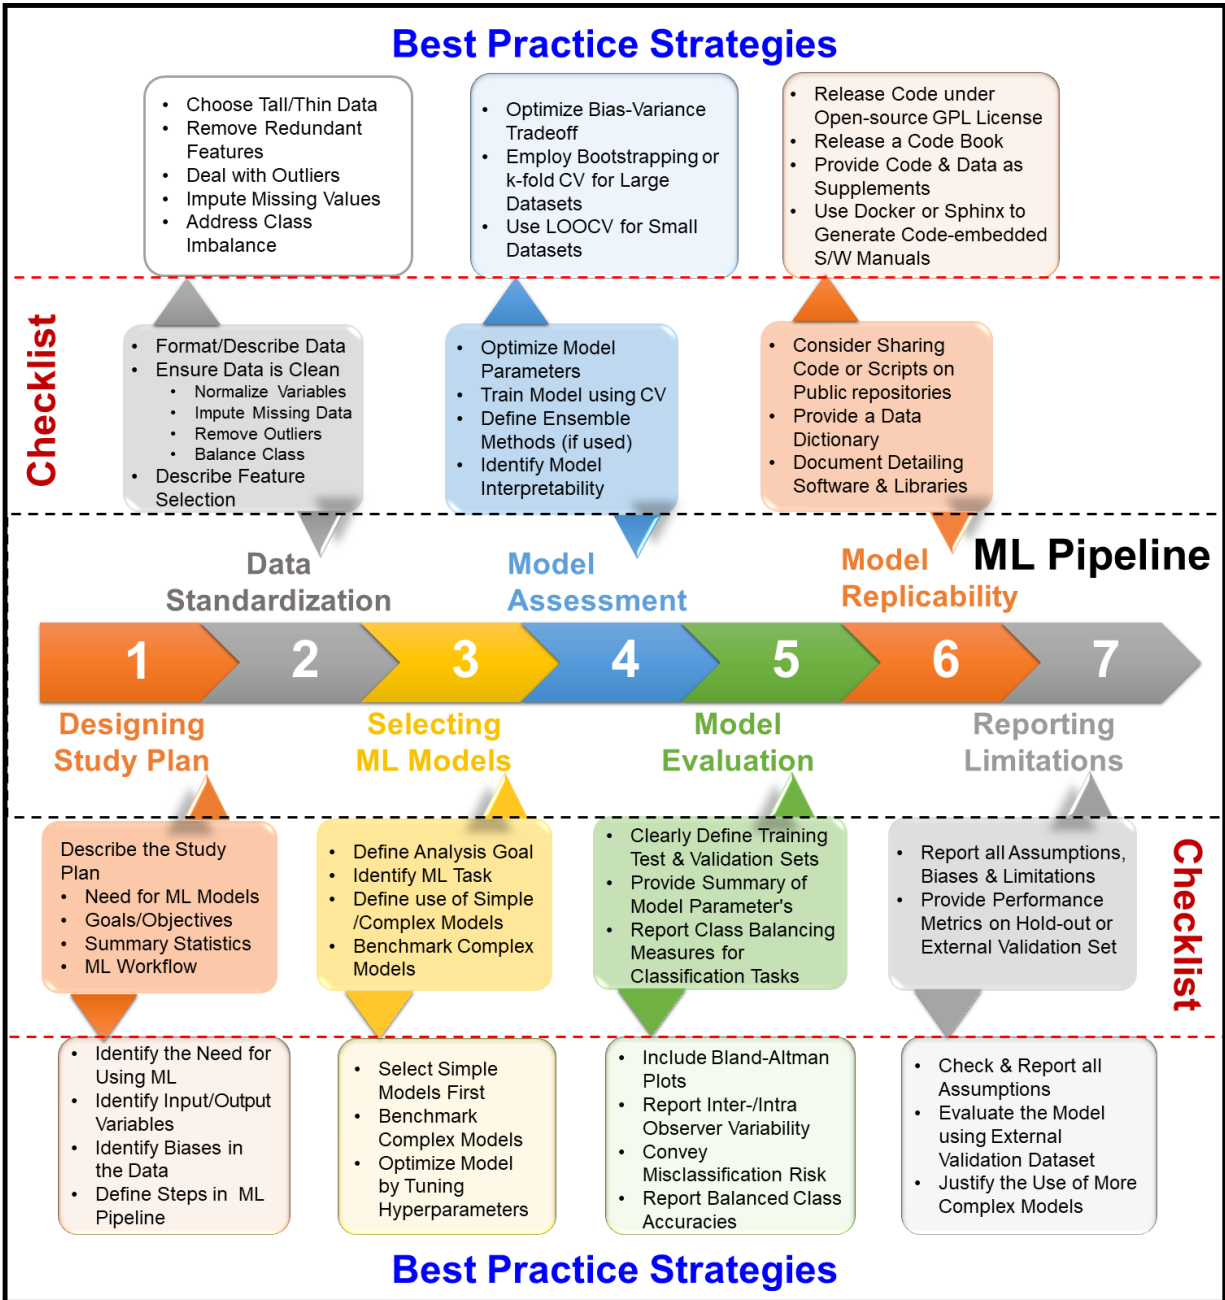 Best Practice Strategies
• Choose Tall/Thin Data
• Remove Redundant
Features
• Deal with Outliers
• Impute Missing Values
• Address Class
Imbalance
• Optimize Bias-Variance
Tradeoff
• Employ Bootstrapping or
k-fold CV for Large
Datasets
• Use LOOCV for Small
Datasets
• Release Code under
Open-source GPL License
• Release a Code Book
• Provide Code & Data as
Supplements
• Use Docker or Sphinx to
Generate Code-embedded
S/W Manuals
Checklist
• Format/Describe Data
• Ensure Data is Clean
• Normalize Variables
• Impute Missing Data
• Remove Outliers
• Balance Class
• Describe Feature
Selection
• Optimize Model
Parameters
• Train Model using CV
• Define Ensemble
Methods (if used)
• Identify Model
Interpretability
• Consider Sharing
Code or Scripts on
Public repositories
• Provide a Data
Dictionary
• Document Detailing
Software & Libraries
Data
Standardization
Model
Assessment
Model
Replicability
ML Pipeline
1
2
3
4
5
6
7
Designing
Study Plan
Selecting
ML Models
Model
Evaluation
Reporting
Limitations
Describe the Study
Plan
• Need for ML Models
• Goals/Objectives
• Summary Statistics
• ML Workflow
• Define Analysis Goal
• Identify ML Task
• Define use of Simple
/Complex Models
• Benchmark Complex
Models
• Clearly Define Training
Test & Validation Sets
• Provide Summary of
Model Parameter's
• Report Class Balancing
Measures for
Classification Tasks
• Report all Assumptions,
Biases & Limitations
• Provide Performance
Metrics on Hold-out or
External Validation Set
Checklist
• Identify the Need for
Using ML
• Identify Input/Output
Variables
• Identify Biases in
the Data
• Define Steps in ML
Pipeline
• Select Simple
Models First
• Benchmark
Complex Models
• Optimize Model
by Tuning
Hyperparameters
• Include Bland-Altman
Plots
• Report Inter-/Intra
Observer Variability
• Convey
Misclassification Risk
• Report Balanced Class
Accuracies
• Check & Report all
Assumptions
• Evaluate the Model
using External
Validation Dataset
• Justify the Use of More
Complex Models
Best Practice Strategies